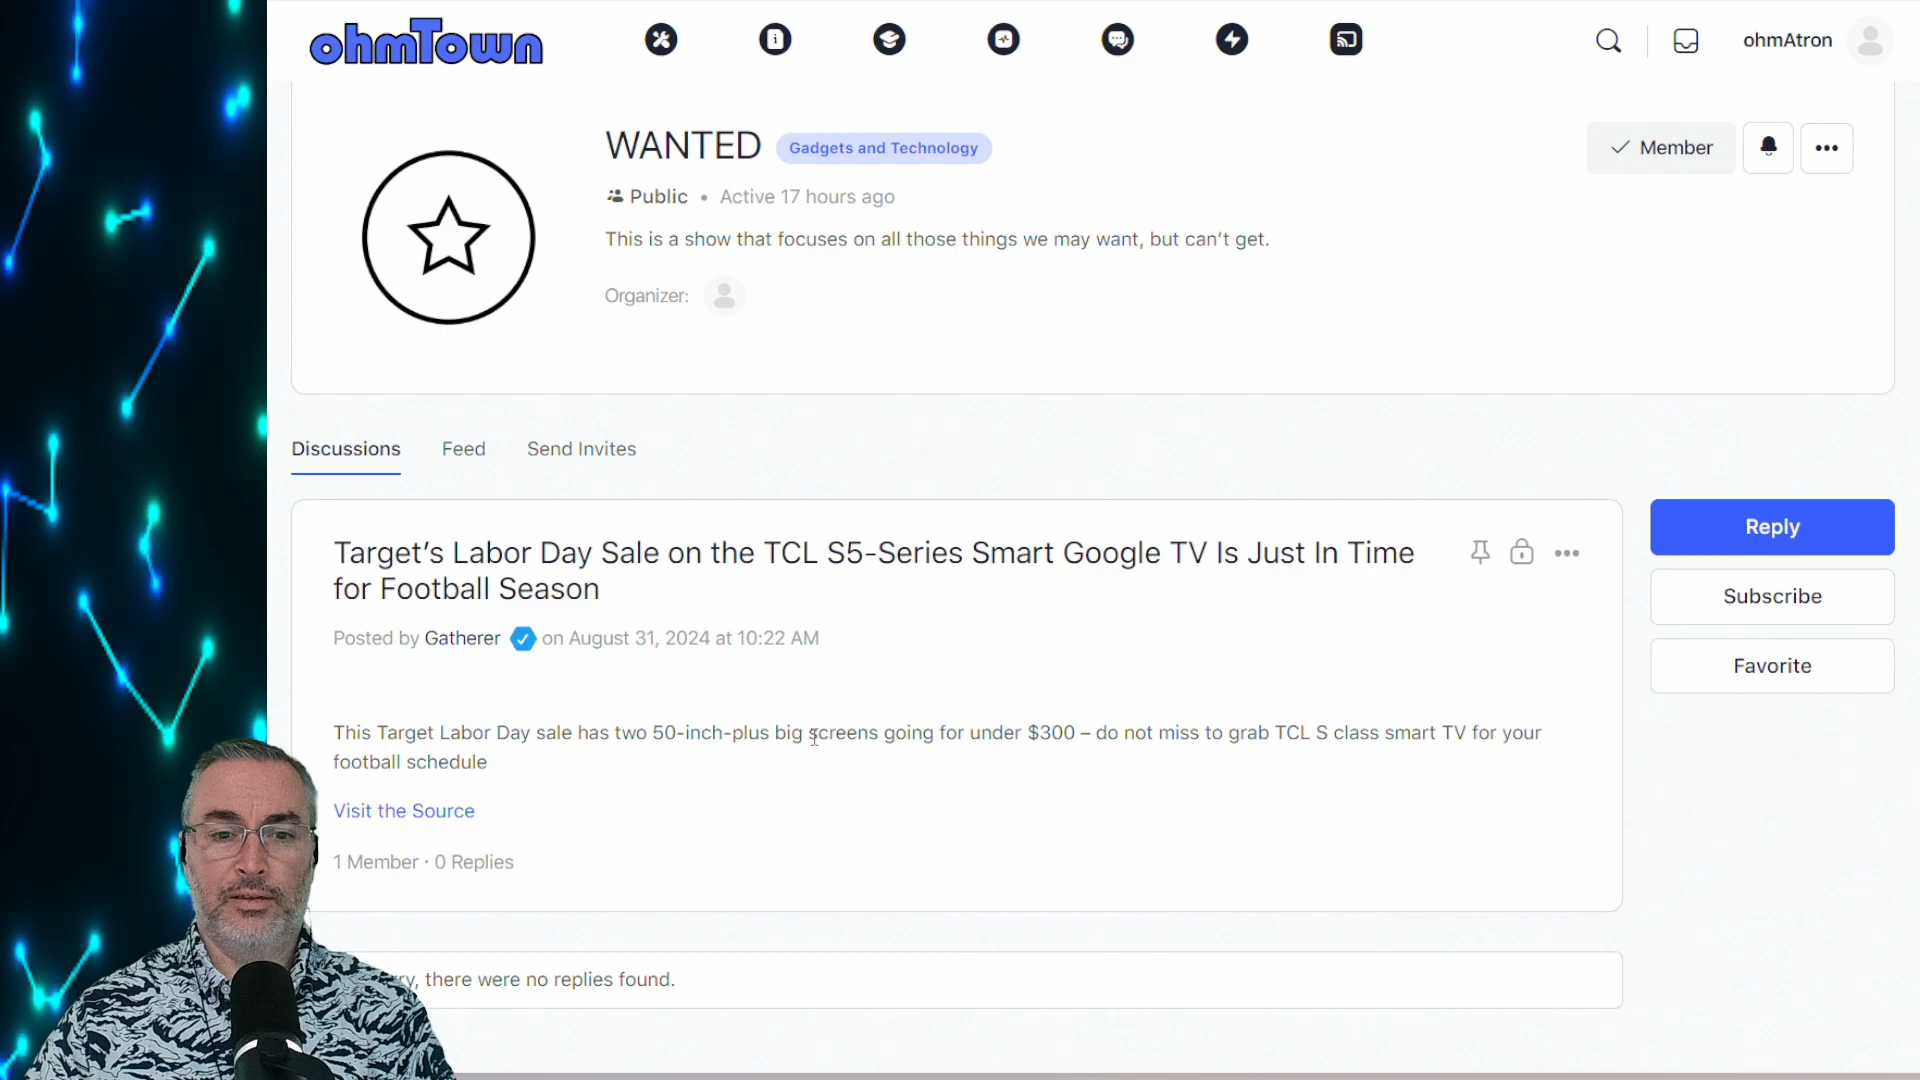 ohmTown
ohmAtron
WANTED
Gadgets and Technology
Member
Public • Active 17 hours ago
This is a show that focuses on all those things we may want, but can't get.
Organizer:
Discussions
Feed
Send Invites
Target's Labor Day Sale on the TCL S5-Series Smart Google TV Is Just In Time
for Football Season
Posted by Gatherer on August 31, 2024 at 10:22 AM
This Target Labor Day sale has two 50-inch-plus big screens going for under $300 – do not miss to grab TCL S class smart TV for your
football schedule
Visit the Source
1 Member · 0 Replies
Reply
Subscribe
Favorite
there were no replies found.